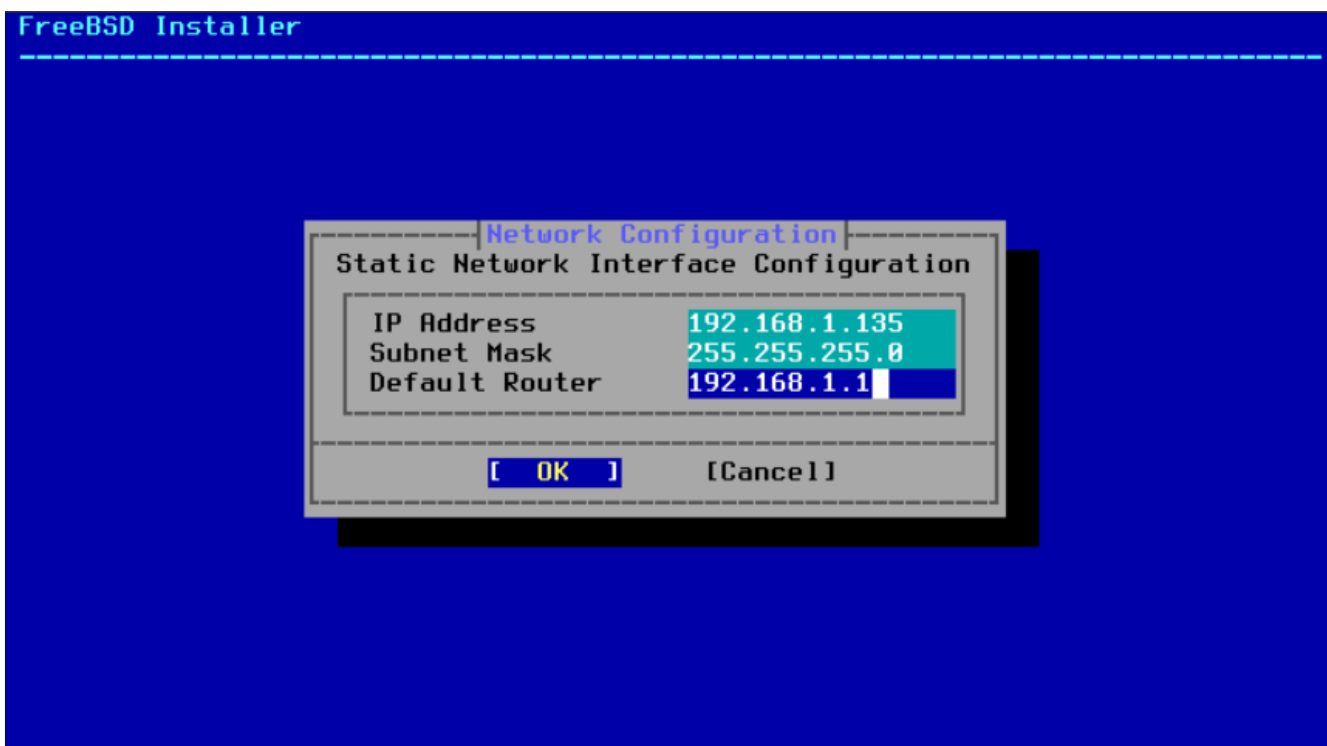 FreeBSD Installer
Network Configuration
Static Network Interface Configuration
IP Address 192.168.1.135
Subnet Mask 255.255.255.0
Default Router 192.168.1.1
[ OK ] [Cancel]